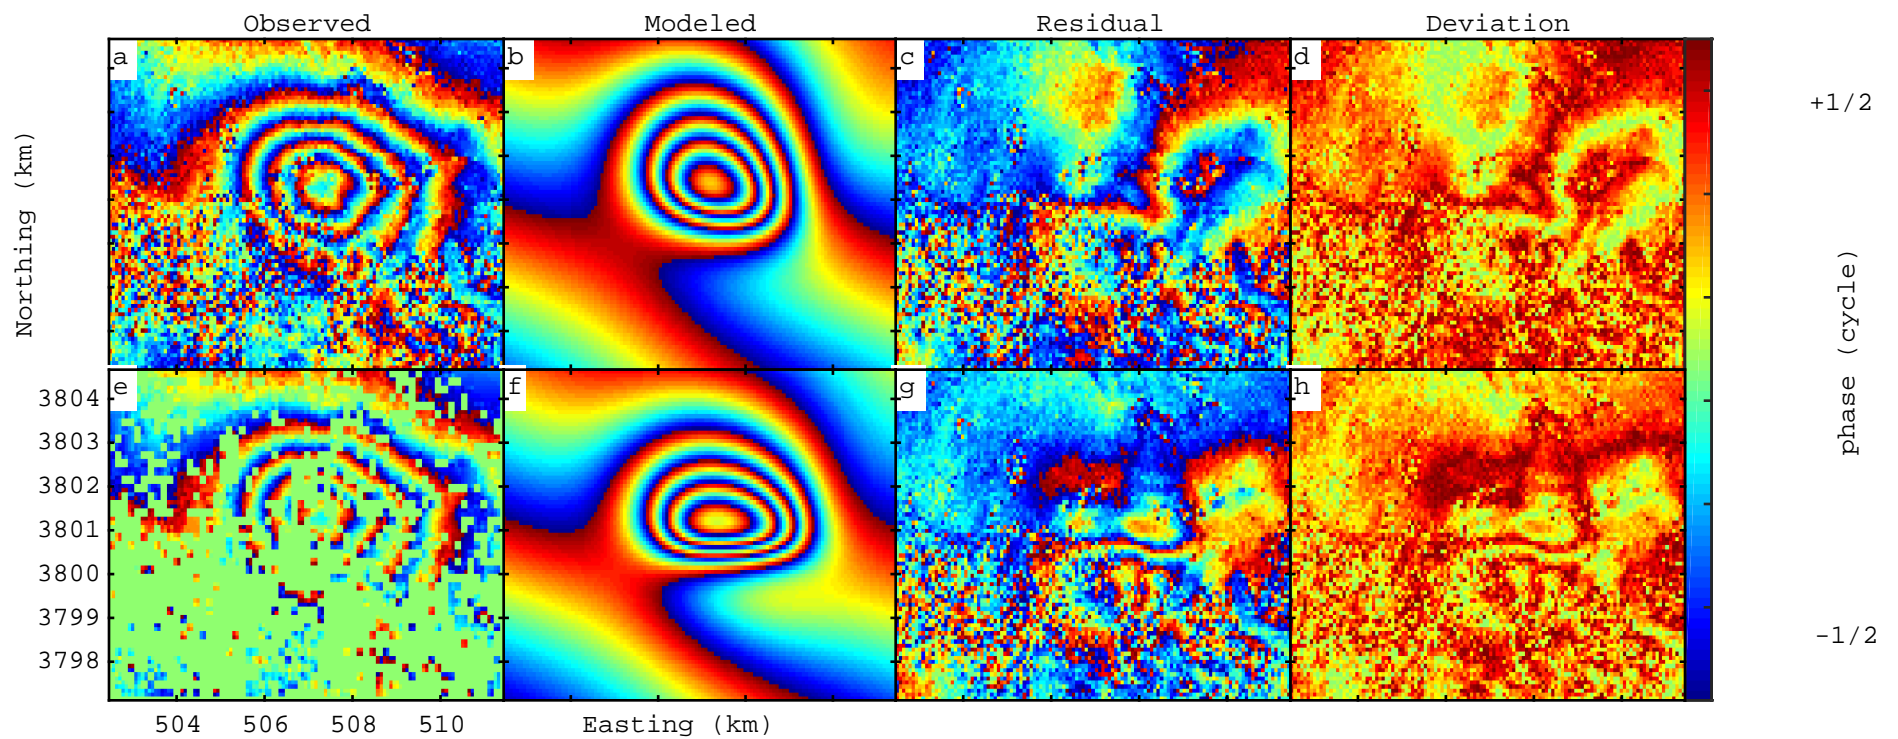 Observed Modeled Residual Deviation
a b c d
+1/2
Northing (km)
phase (cycle)
e f g h
3804
3803
3802
3801
3800
3799
3798
-1/2
504 506 508 510 Easting (km)